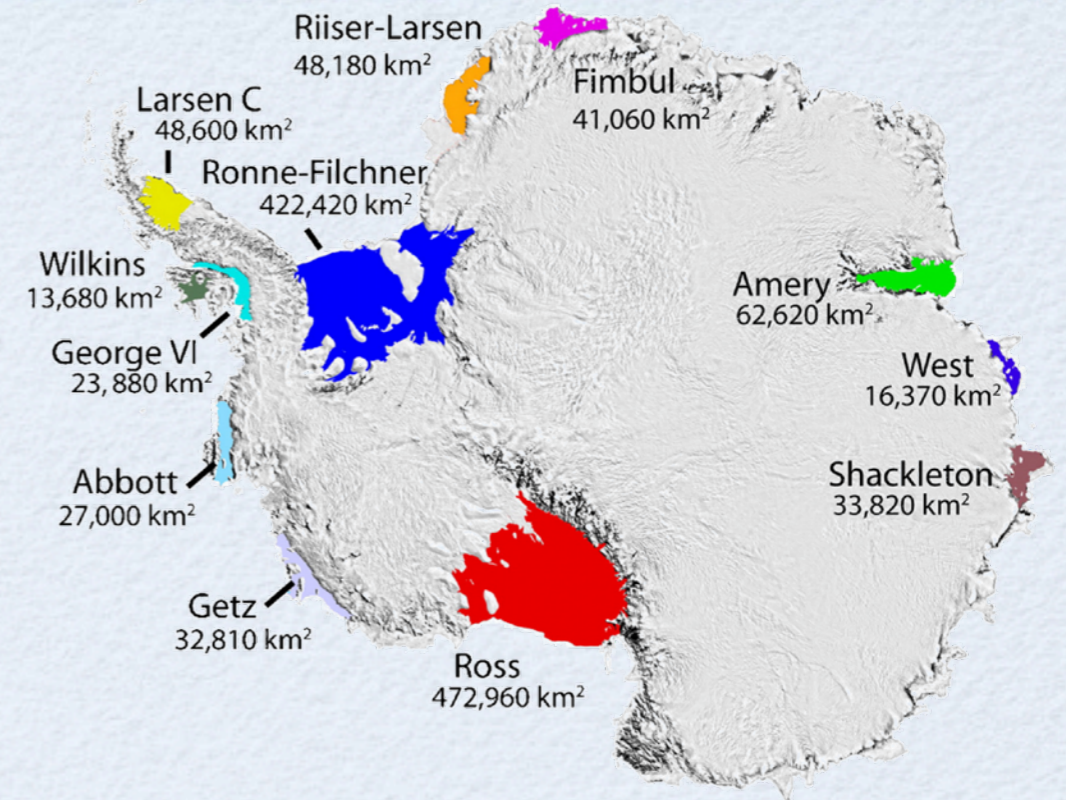 Riiser-Larsen
48,180 km²
Fimbul
41,060 km²
Larsen C
48,600 km²
Ronne-Filchner
422,420 km²
Wilkins
13,680 km²
George VI
23,880 km²
Amery
62,620 km²
West
16,370 km²
Abbott
27,000 km²
Shackleton
33,820 km²
Getz
32,810 km²
Ross
472,960 km²